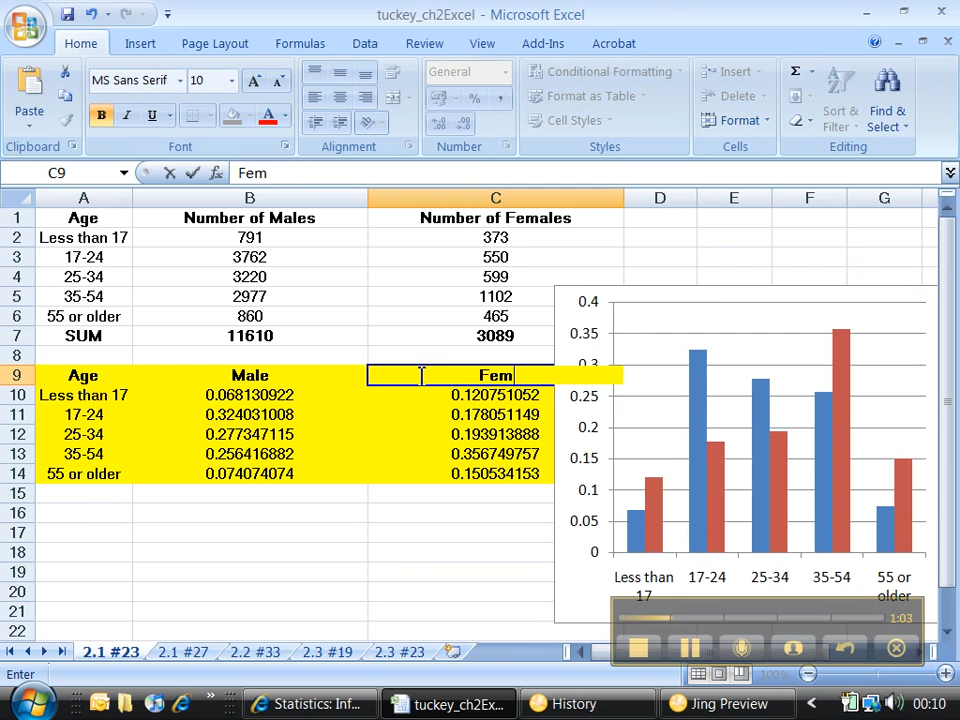 tuckey_ch2Excel - Microsoft Excel
Home Insert Page Layout Formulas Data Review View Add-Ins Acrobat
MS Sans Serif 10 A A General Conditional Formatting Insert Σ
Paste B I U A % , Format as Table Delete Sort & Filter Find & Select
Cell Styles Format
Clipboard Font Alignment Number Styles Cells Editing
C9 fx Fem
A B C D E F G
1 Age Number of Males Number of Females
2 Less than 17 791 373
3 17-24 3762 550
4 25-34 3220 599
5 35-54 2977 1102
6 55 or older 860 465
7 SUM 11610 3089
8
9 Age Male Fem
10 Less than 17 0.068130922 0.120751052
11 17-24 0.324031008 0.178051149
12 25-34 0.277347115 0.193913888
13 35-54 0.256416882 0.356749757
14 55 or older 0.074074074 0.150534153
15
16
17
18
19
20
21
22
0.4
0.35
0.3
0.25
0.2
0.15
0.1
0.05
0
Less than 17 17-24 25-34 35-54 55 or older
1:03
2.1 #23 2.1 #27 2.2 #33 2.3 #19 2.3 #23
Enter 100%
Statistics: Inf... tuckey_ch2Ex... History Jing Preview 00:10